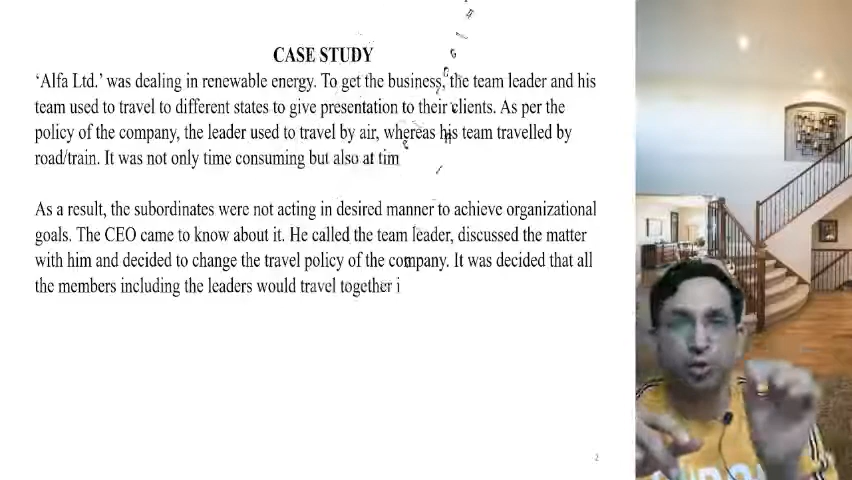 CASE STUDY
‘Alfa Ltd.’ was dealing in renewable energy. To get the business, the team leader and his
team used to travel to different states to give presentation to their clients. As per the
policy of the company, the leader used to travel by air, whereas his team travelled by
road/train. It was not only time consuming but also at tim
As a result, the subordinates were not acting in desired manner to achieve organizational
goals. The CEO came to know about it. He called the team leader, discussed the matter
with him and decided to change the travel policy of the company. It was decided that all
the members including the leaders would travel together i
2